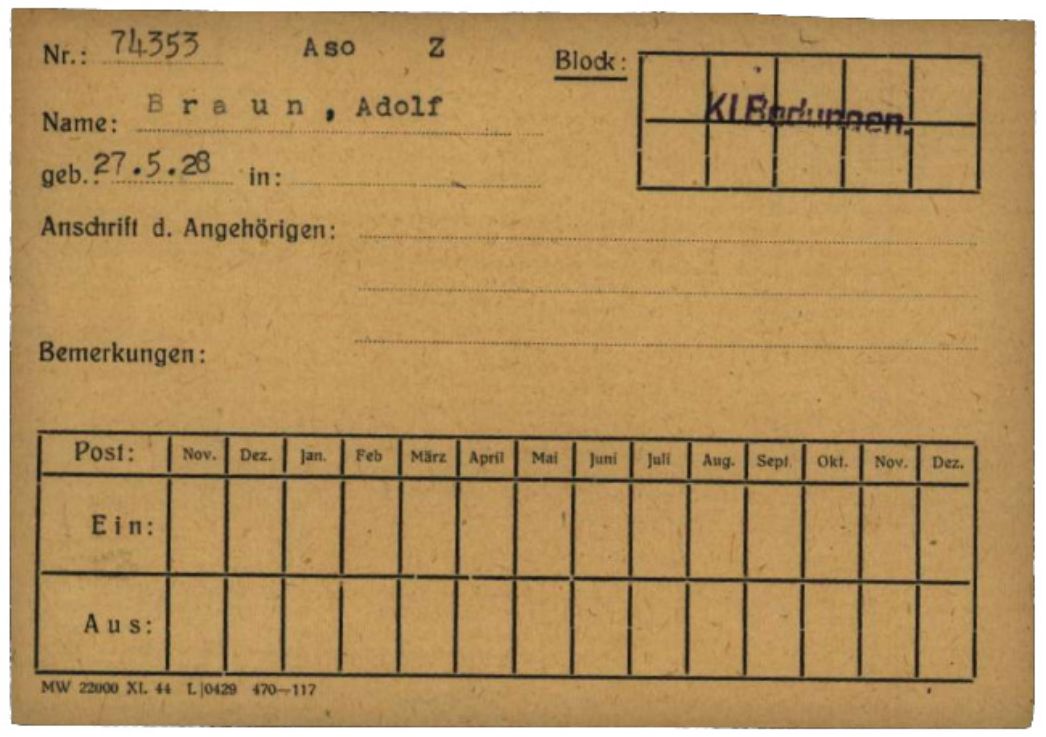 Nr.: 74353 Aso Z Block:
Kl.Bodungen.
Name: Braun, Adolf
geb.: 27.5.28 in:
Anschrift d. Angehörigen:
Bemerkungen:
Post: Nov. Dez. Jan. Feb März April Mai Juni Juli Aug. Sept. Okt. Nov. Dez.
Ein:
Aus:
MW 22000 XI. 44 L|0429 470—117